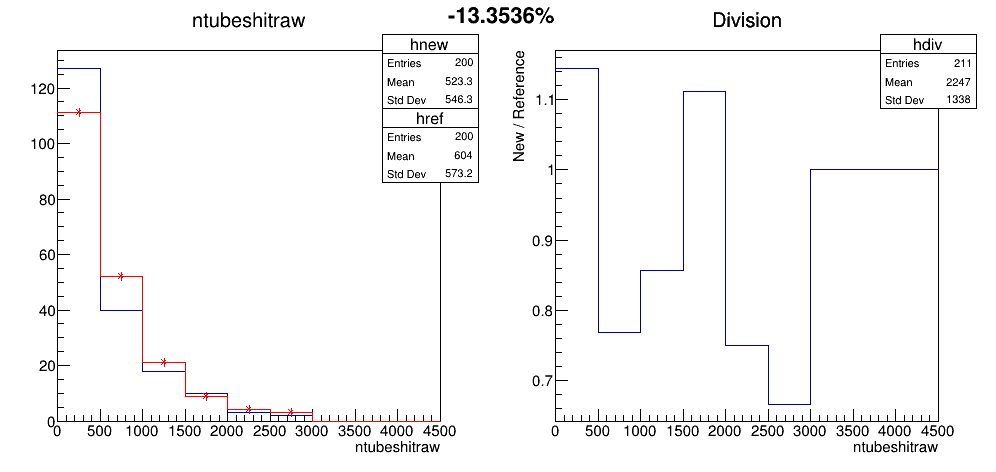 -13.3536%
ntubeshitraw
hnew
Entries 200
Mean 523.3
Std Dev 546.3
href
Entries 200
Mean 604
Std Dev 573.2
120
100
80
60
40
20
0
0 500 1000 1500 2000 2500 3000 3500 4000 4500
ntubeshitraw
Division
hdiv
Entries 211
Mean 2247
Std Dev 1338
New / Reference
1.1
1
0.9
0.8
0.7
0 500 1000 1500 2000 2500 3000 3500 4000 4500
ntubeshitraw